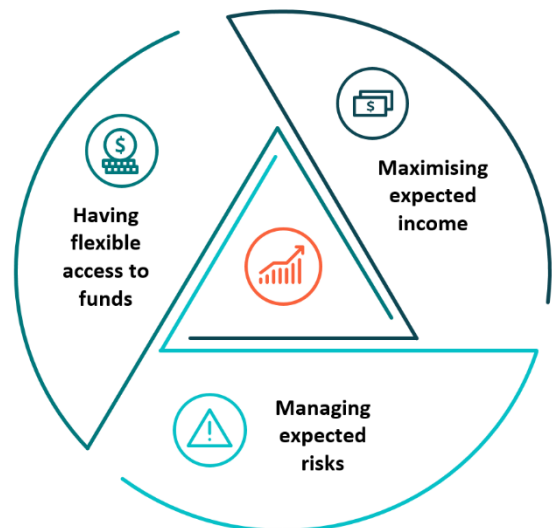 Having
flexible
access to
funds
Maximising
expected
income
Managing
expected
risks
$
$
!